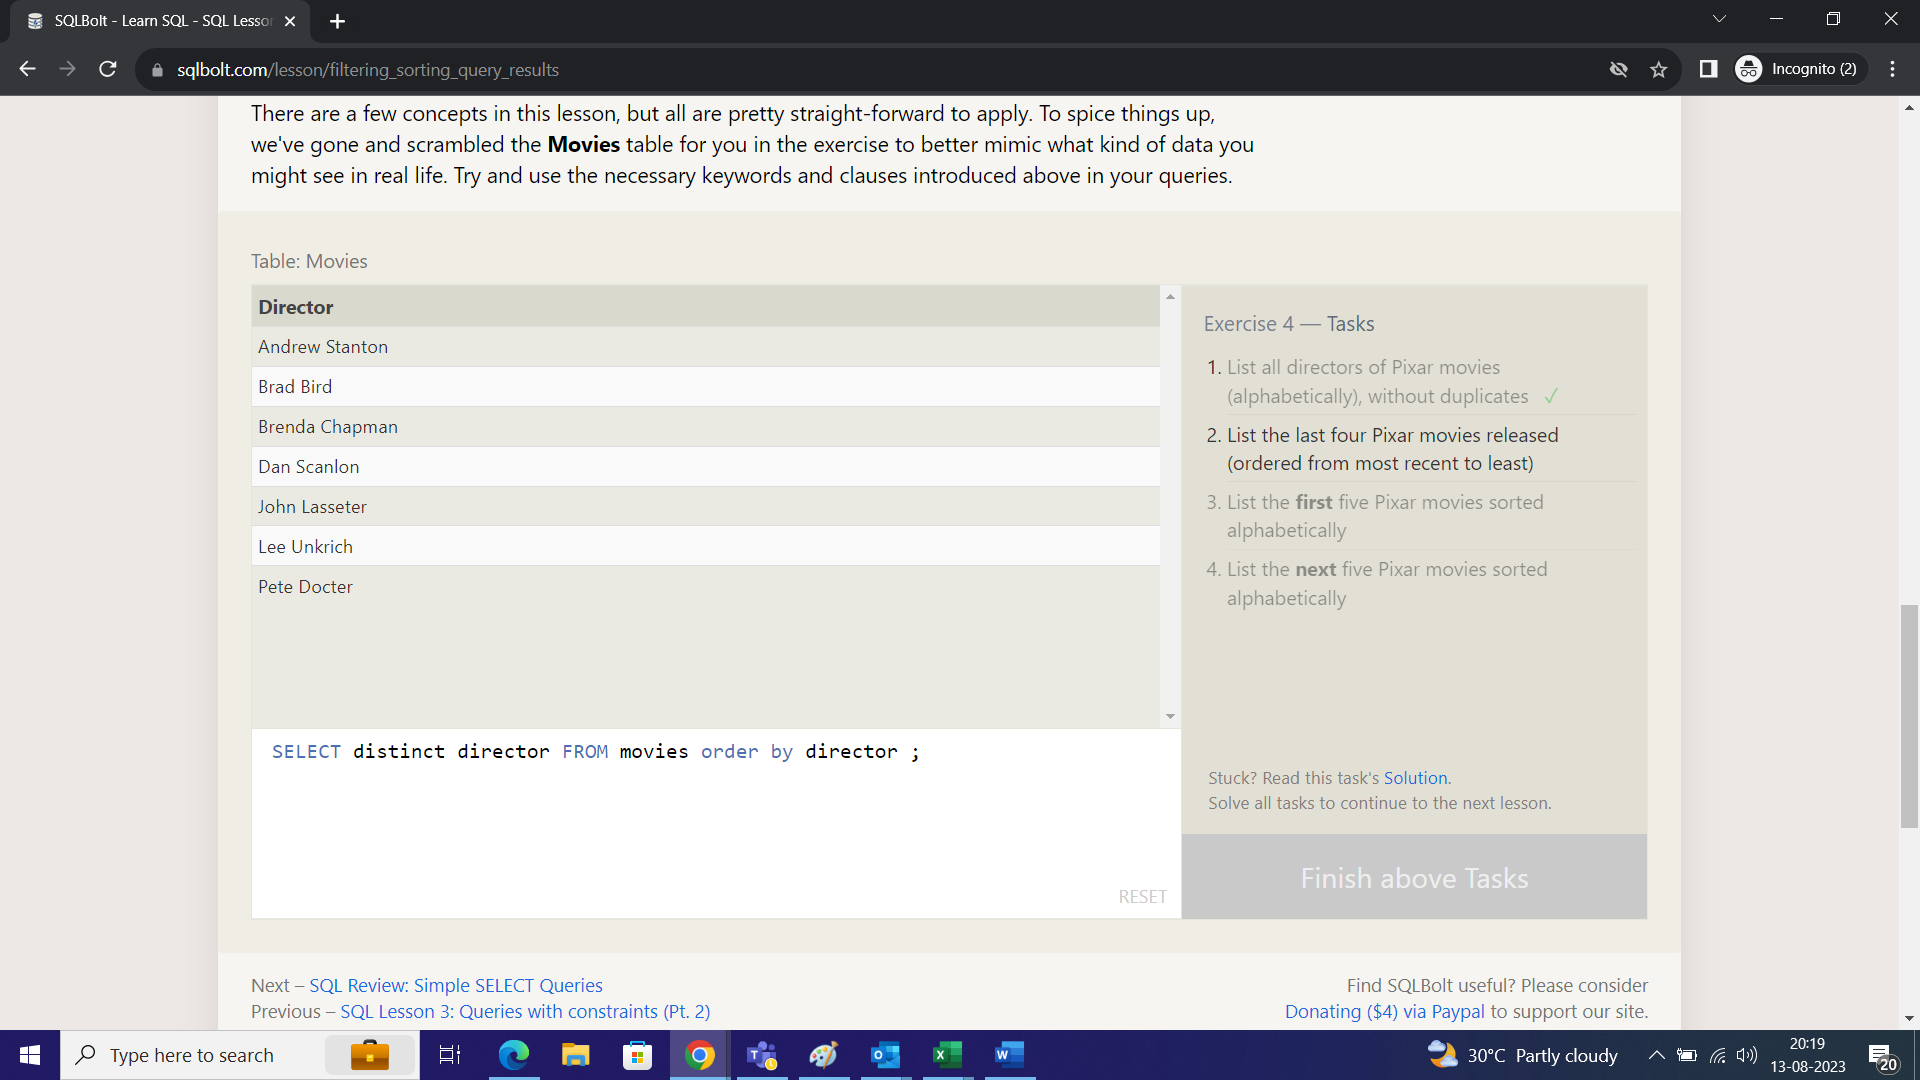 SQLBolt - Learn SQL - SQL Lesson
sqlbolt.com/lesson/filtering_sorting_query_results
Incognito (2)
There are a few concepts in this lesson, but all are pretty straight-forward to apply. To spice things up,
we've gone and scrambled the Movies table for you in the exercise to better mimic what kind of data you
might see in real life. Try and use the necessary keywords and clauses introduced above in your queries.
Table: Movies
Director
Andrew Stanton
Brad Bird
Brenda Chapman
Dan Scanlon
John Lasseter
Lee Unkrich
Pete Docter
SELECT distinct director FROM movies order by director ;
RESET
Exercise 4 — Tasks
1. List all directors of Pixar movies
(alphabetically), without duplicates ✓
2. List the last four Pixar movies released
(ordered from most recent to least)
3. List the first five Pixar movies sorted
alphabetically
4. List the next five Pixar movies sorted
alphabetically
Stuck? Read this task's Solution.
Solve all tasks to continue to the next lesson.
Finish above Tasks
Next – SQL Review: Simple SELECT Queries
Previous – SQL Lesson 3: Queries with constraints (Pt. 2)
Find SQLBolt useful? Please consider
Donating ($4) via Paypal to support our site.
Type here to search
30°C Partly cloudy
20:19
13-08-2023
20